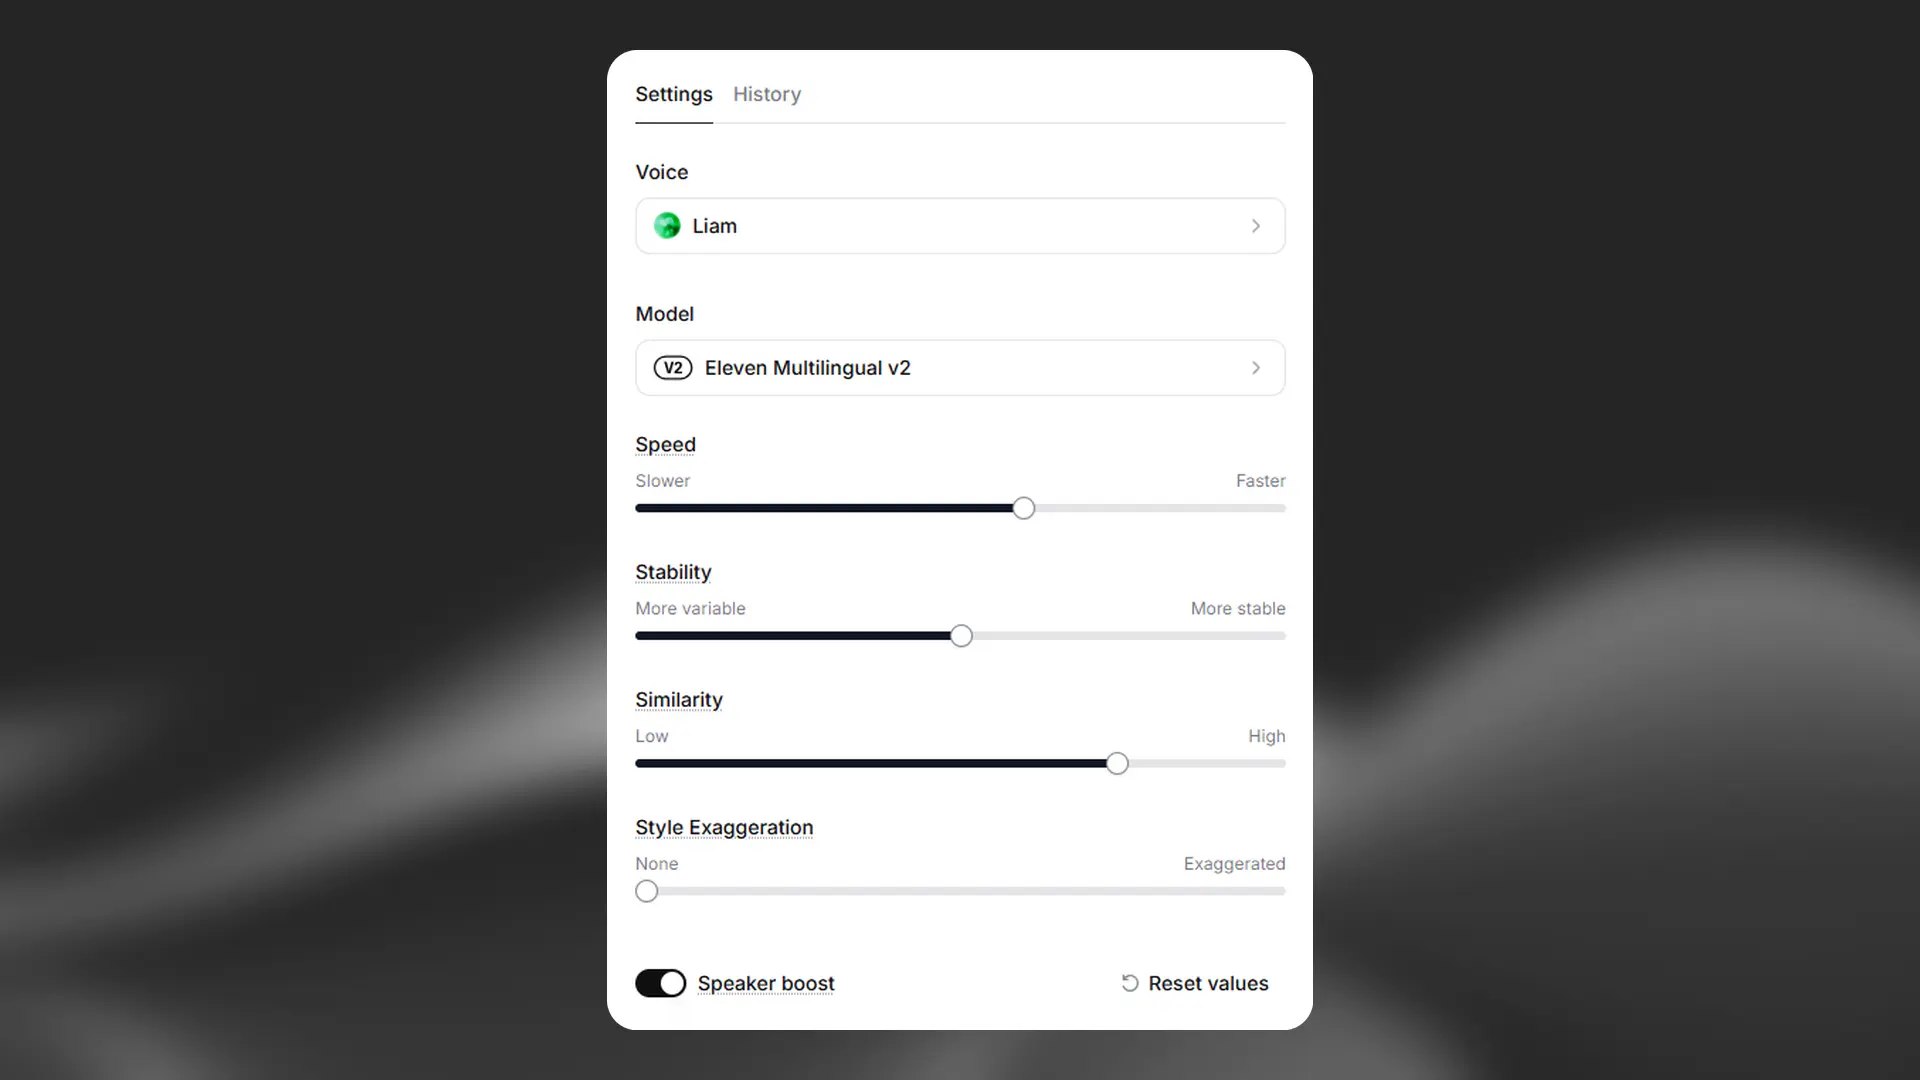 Settings History
Voice
Liam
Model
V2 Eleven Multilingual v2
Speed
Slower Faster
Stability
More variable More stable
Similarity
Low High
Style Exaggeration
None Exaggerated
Speaker boost Reset values